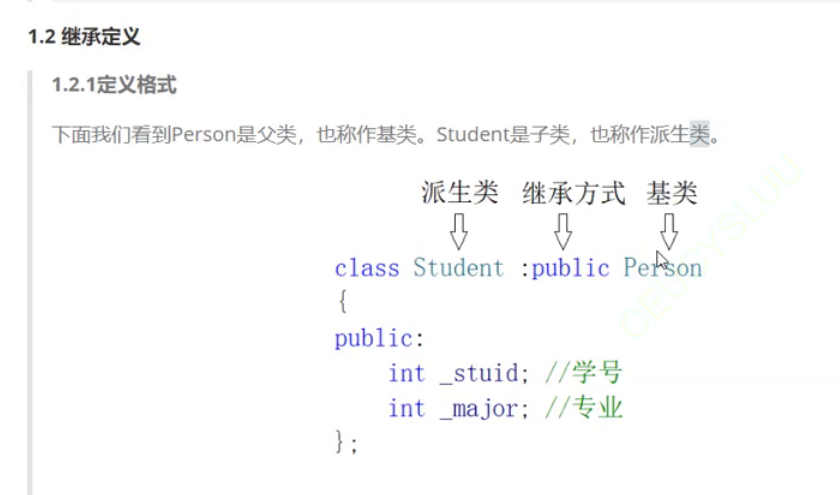 1.2 继承定义
1.2.1定义格式
下面我们看到Person是父类，也称作基类。Student是子类，也称作派生类。
派生类 继承方式 基类
class Student :public Person
{
public:
int _stuid; //学号
int _major; //专业
};